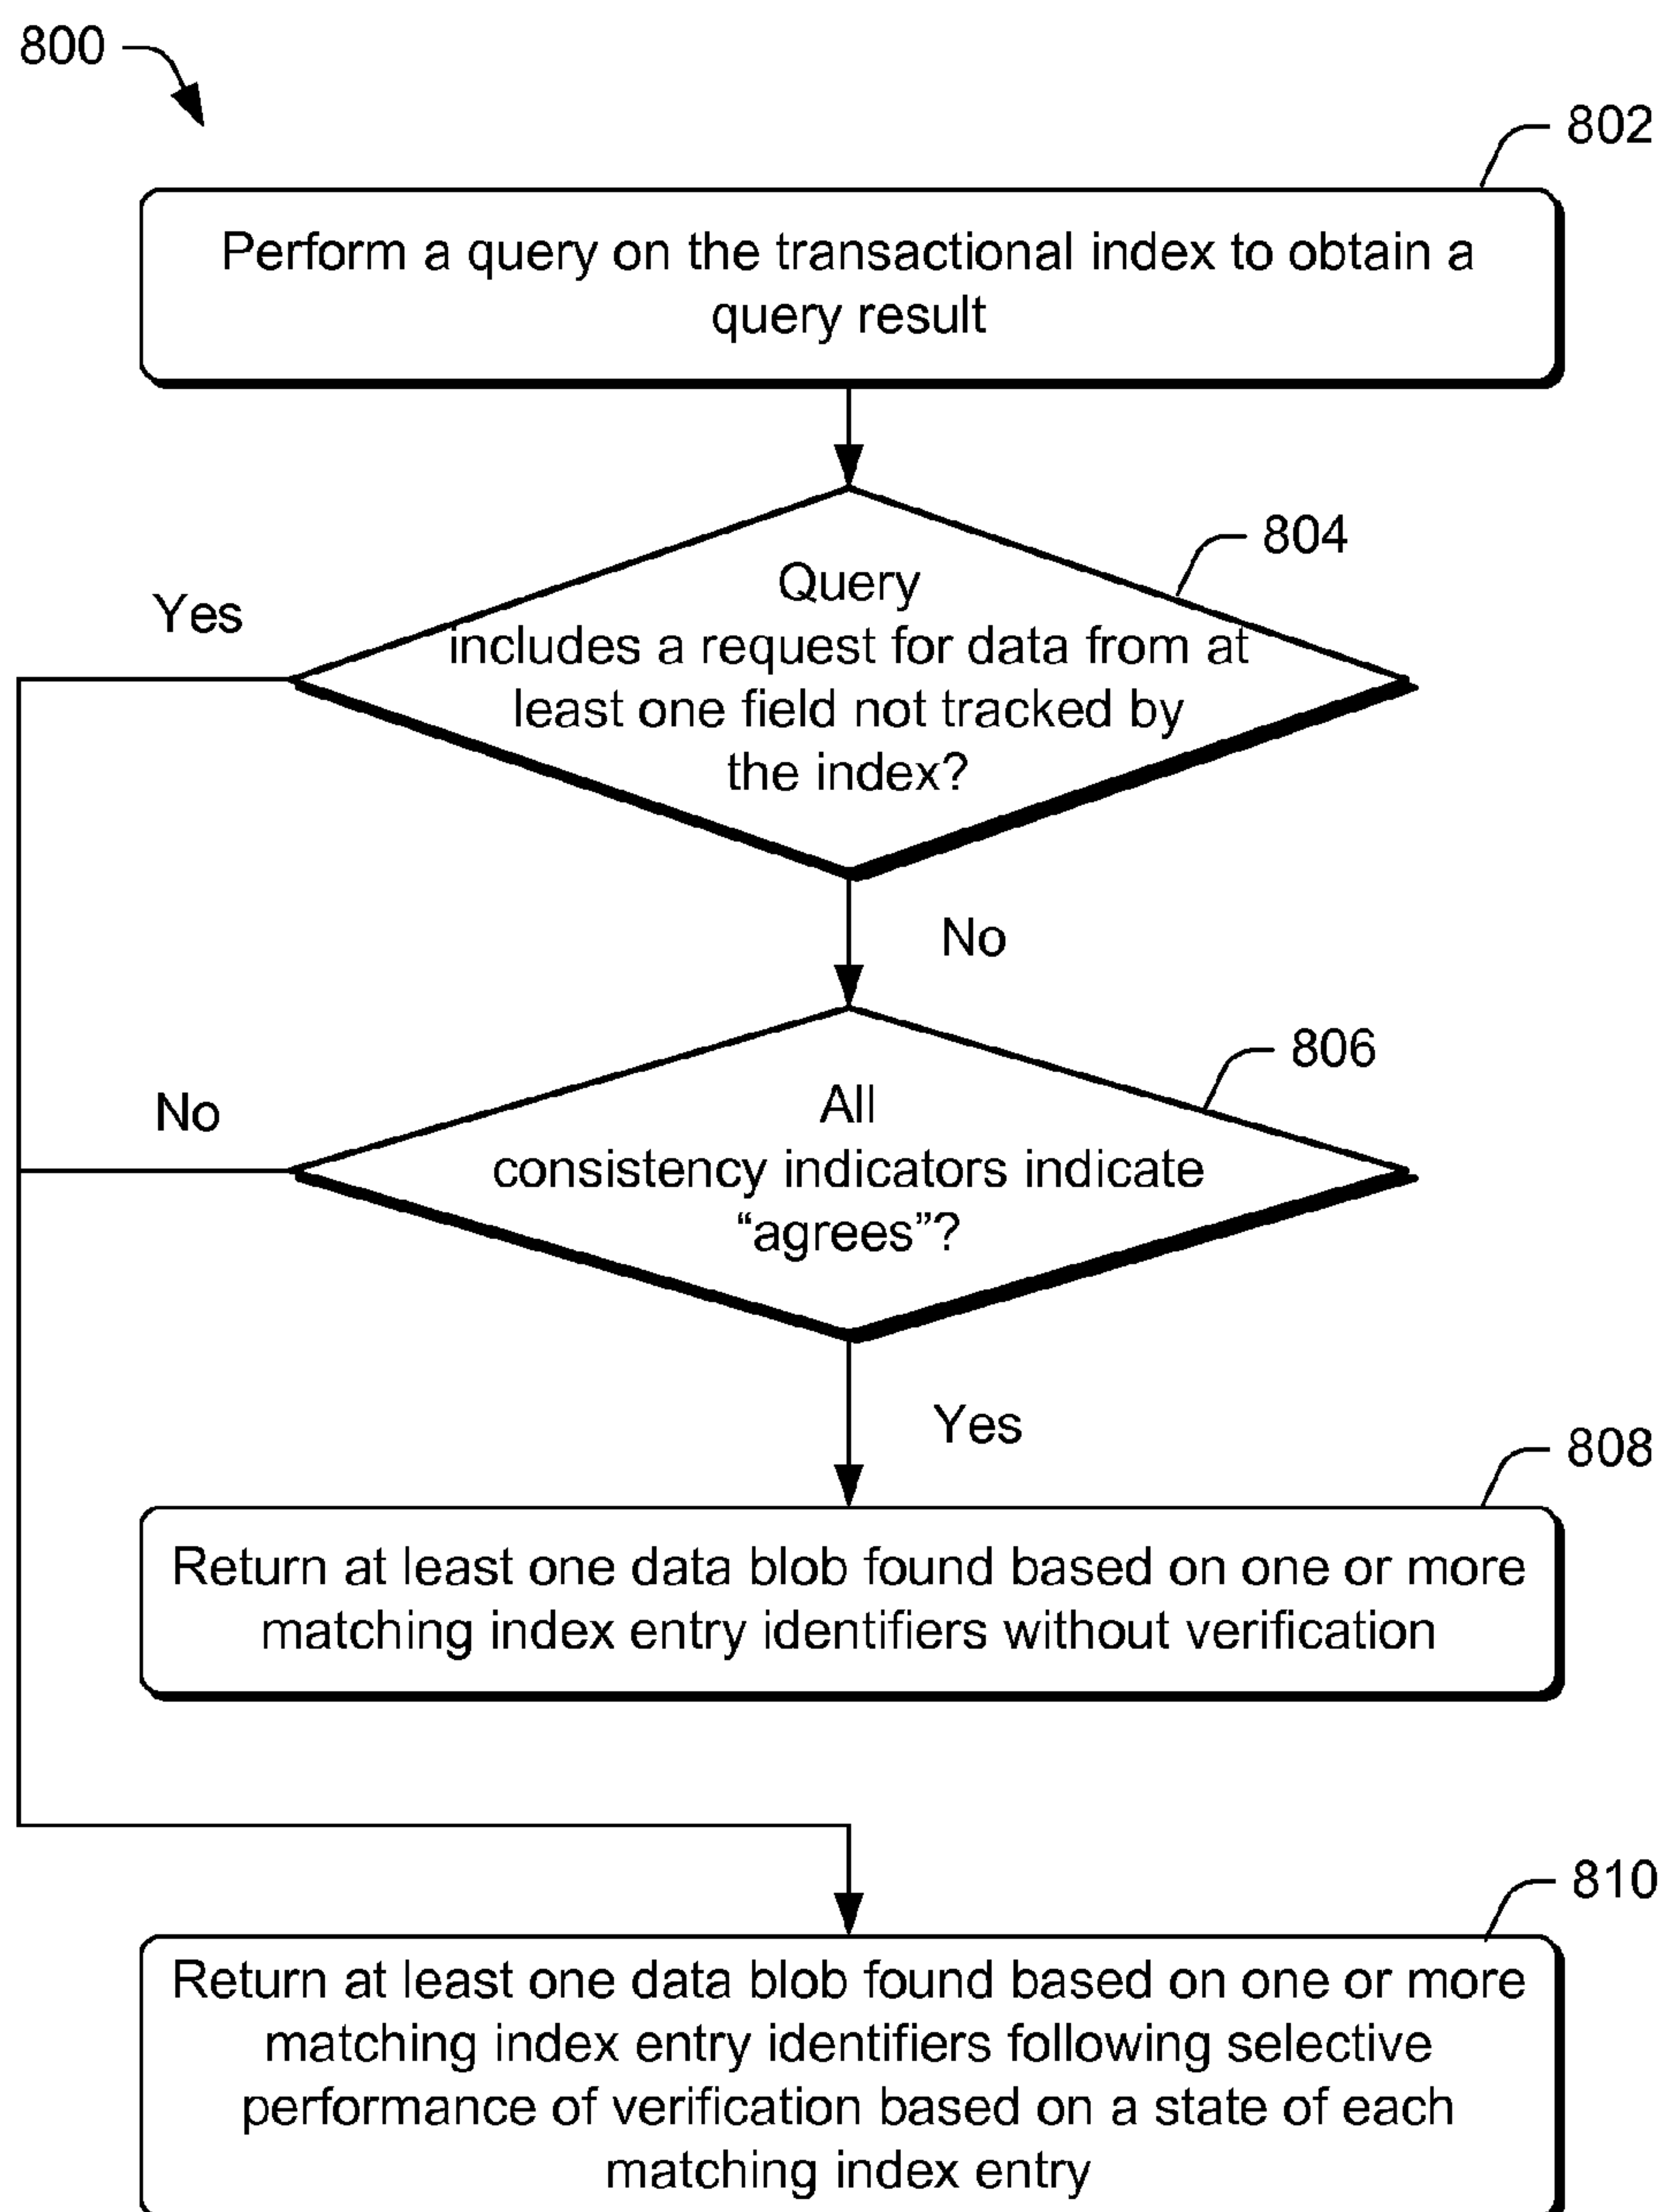 800
802
Perform a query on the transactional index to obtain a
query result
804
Query
includes a request for data from at
least one field not tracked by
the index?
Yes
No
806
All
consistency indicators indicate
“agrees”?
No
Yes
808
Return at least one data blob found based on one or more
matching index entry identifiers without verification
810
Return at least one data blob found based on one or more
matching index entry identifiers following selective
performance of verification based on a state of each
matching index entry